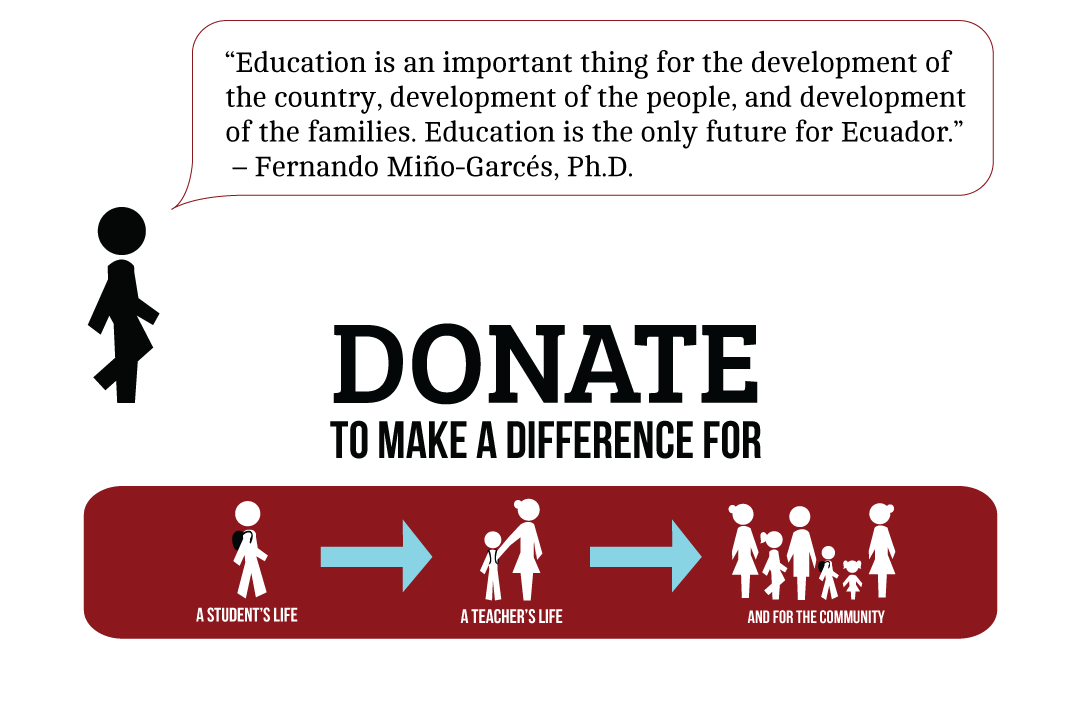 “Education is an important thing for the development of
the country, development of the people, and development
of the families. Education is the only future for Ecuador.”
– Fernando Miño-Garcés, Ph.D.
DONATE
TO MAKE A DIFFERENCE FOR
A STUDENT'S LIFE
A TEACHER'S LIFE
AND FOR THE COMMUNITY